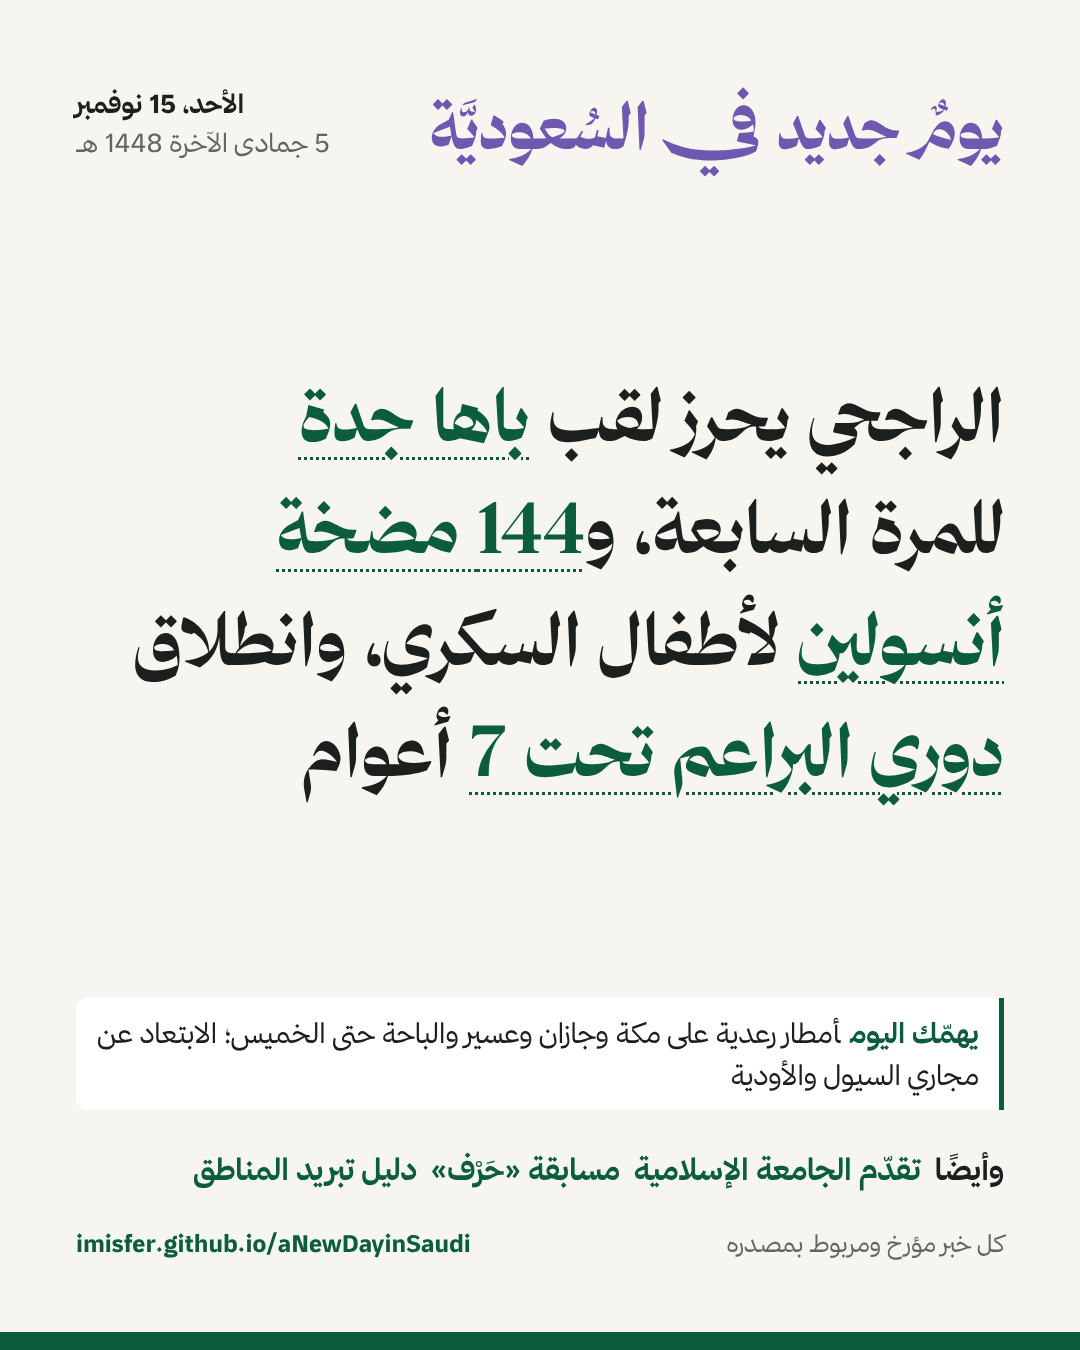 يومٌ جديد في السُعوديَّة
الأحد، 15 نوفمبر
5 جمادى الآخرة 1448 هـ
الراجحي يحرز لقب باها جدة
للمرة السابعة، و144 مضخة
أنسولين لأطفال السكري، وانطلاق
دوري البراعم تحت 7 أعوام
يهمّك اليوم أمطار رعدية على مكة وجازان وعسير والباحة حتى الخميس؛ الابتعاد عن
مجاري السيول والأودية
وأيضًا تقدّم الجامعة الإسلامية مسابقة «حَرْف» دليل تبريد المناطق
كل خبر مؤرخ ومربوط بمصدره
imisfer.github.io/aNewDayinSaudi